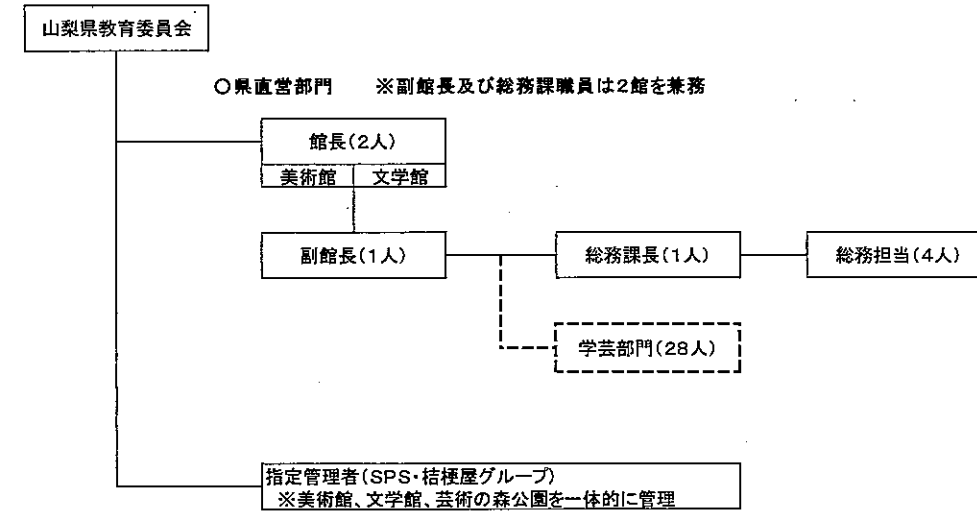 山梨県教育委員会
○県直営部門　※副館長及び総務課職員は2館を兼務
館長(2人)
美術館 文学館
副館長(1人) 総務課長(1人) 総務担当(4人)
学芸部門(28人)
指定管理者(SPS・桔梗屋グループ)
※美術館、文学館、芸術の森公園を一体的に管理